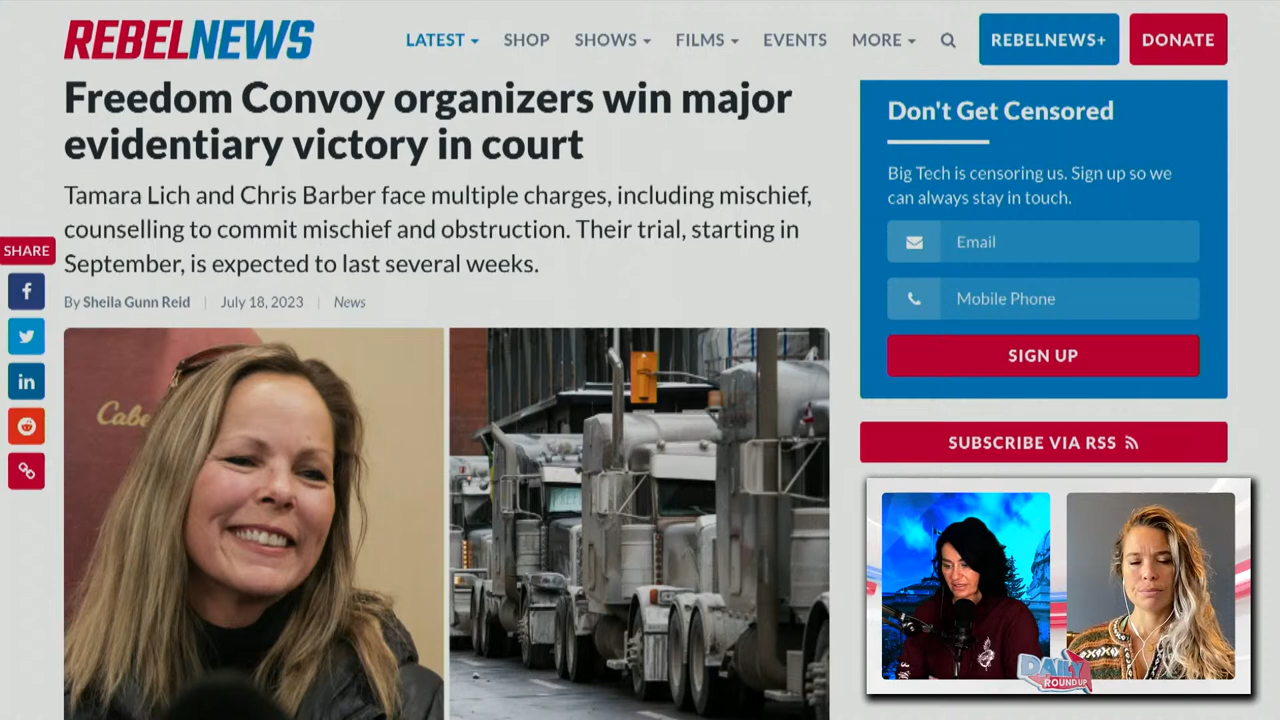 REBELNEWS
LATEST
SHOP
SHOWS
FILMS
EVENTS
MORE
REBELNEWS+
DONATE
Freedom Convoy organizers win major
evidentiary victory in court
Tamara Lich and Chris Barber face multiple charges, including mischief,
counselling to commit mischief and obstruction. Their trial, starting in
September, is expected to last several weeks.
By Sheila Gunn Reid | July 18, 2023 | News
SHARE
Cabe
Don't Get Censored
Big Tech is censoring us. Sign up so we
can always stay in touch.
Email
Mobile Phone
SIGN UP
SUBSCRIBE VIA RSS
DAILY
ROUNDUP